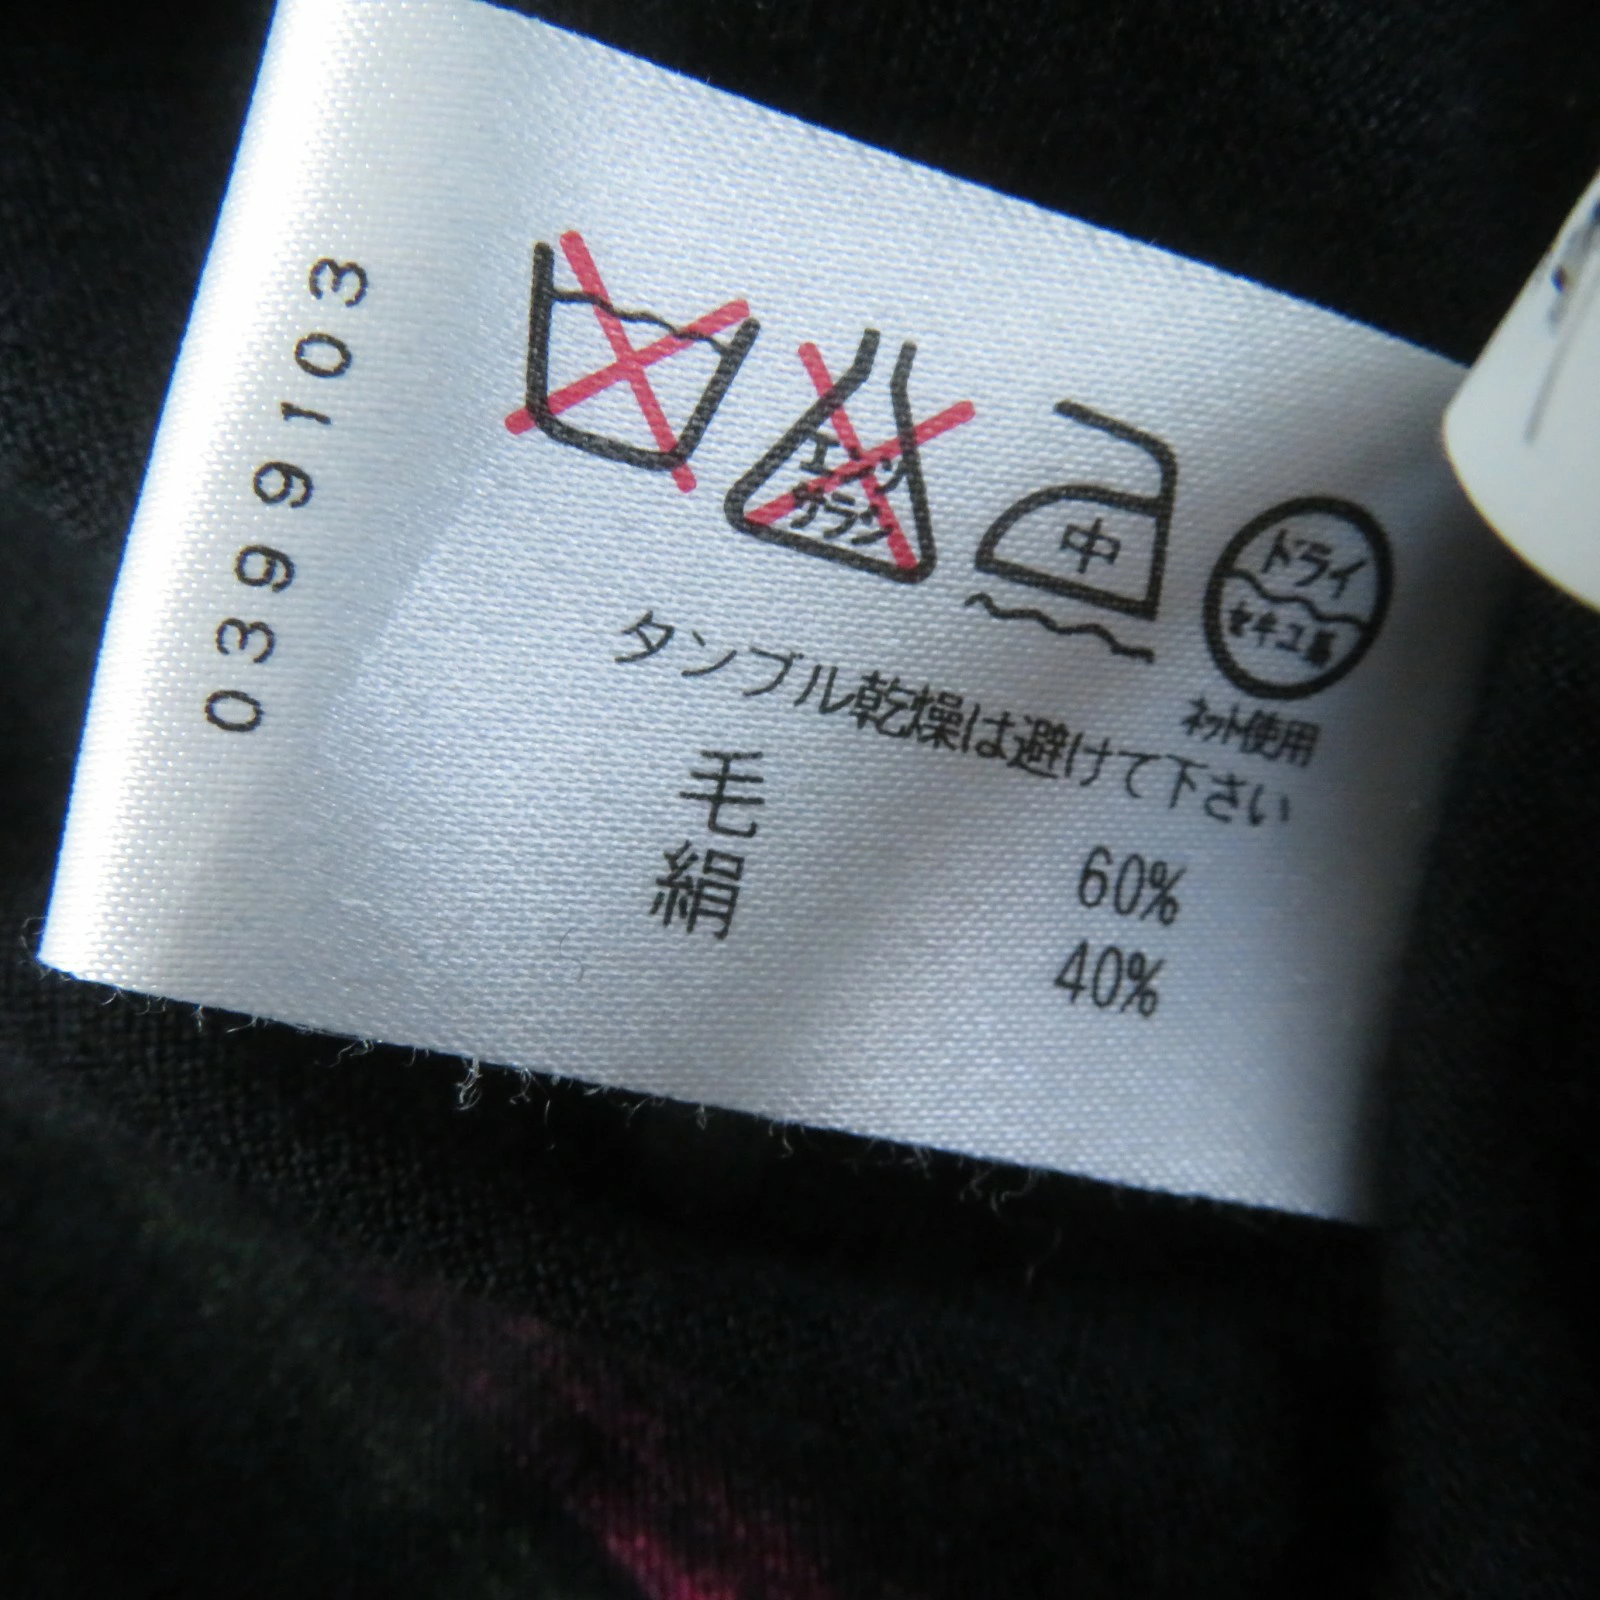 0399103
エンソ
サラシ
中
ドライ
セキユ系
ネット使用
タンブル乾燥は避けて下さい
毛 60%
絹 40%